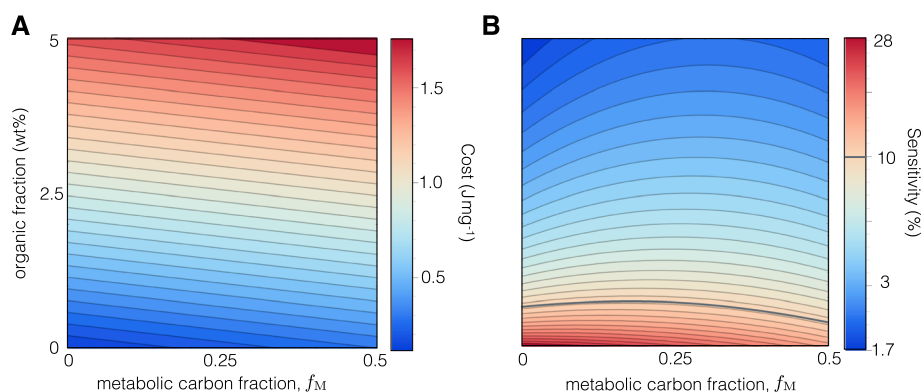 A
B
5
2.5
0
organic fraction (wt%)
0
0.25
0.5
metabolic carbon fraction, fM
1.5
1.0
0.5
Cost (Jmg-1)
0
0.25
0.5
metabolic carbon fraction, fM
28
10
3
1.7
Sensitivity (%)